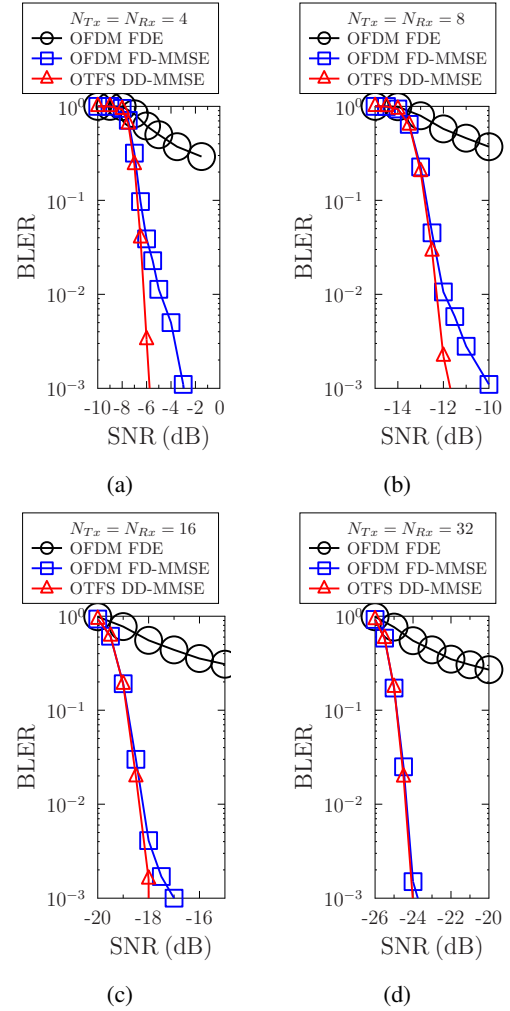 N_{Tx} = N_{Rx} = 4
OFDM FDE
OFDM FD-MMSE
OTFS DD-MMSE
10^0
10^{-1}
10^{-2}
10^{-3}
BLER
-10 -8 -6 -4 -2 0
SNR (dB)
(a)
N_{Tx} = N_{Rx} = 8
OFDM FDE
OFDM FD-MMSE
OTFS DD-MMSE
10^0
10^{-1}
10^{-2}
10^{-3}
BLER
-14 -12 -10
SNR (dB)
(b)
N_{Tx} = N_{Rx} = 16
OFDM FDE
OFDM FD-MMSE
OTFS DD-MMSE
10^0
10^{-1}
10^{-2}
10^{-3}
BLER
-20 -18 -16
SNR (dB)
(c)
N_{Tx} = N_{Rx} = 32
OFDM FDE
OFDM FD-MMSE
OTFS DD-MMSE
10^0
10^{-1}
10^{-2}
10^{-3}
BLER
-26 -24 -22 -20
SNR (dB)
(d)